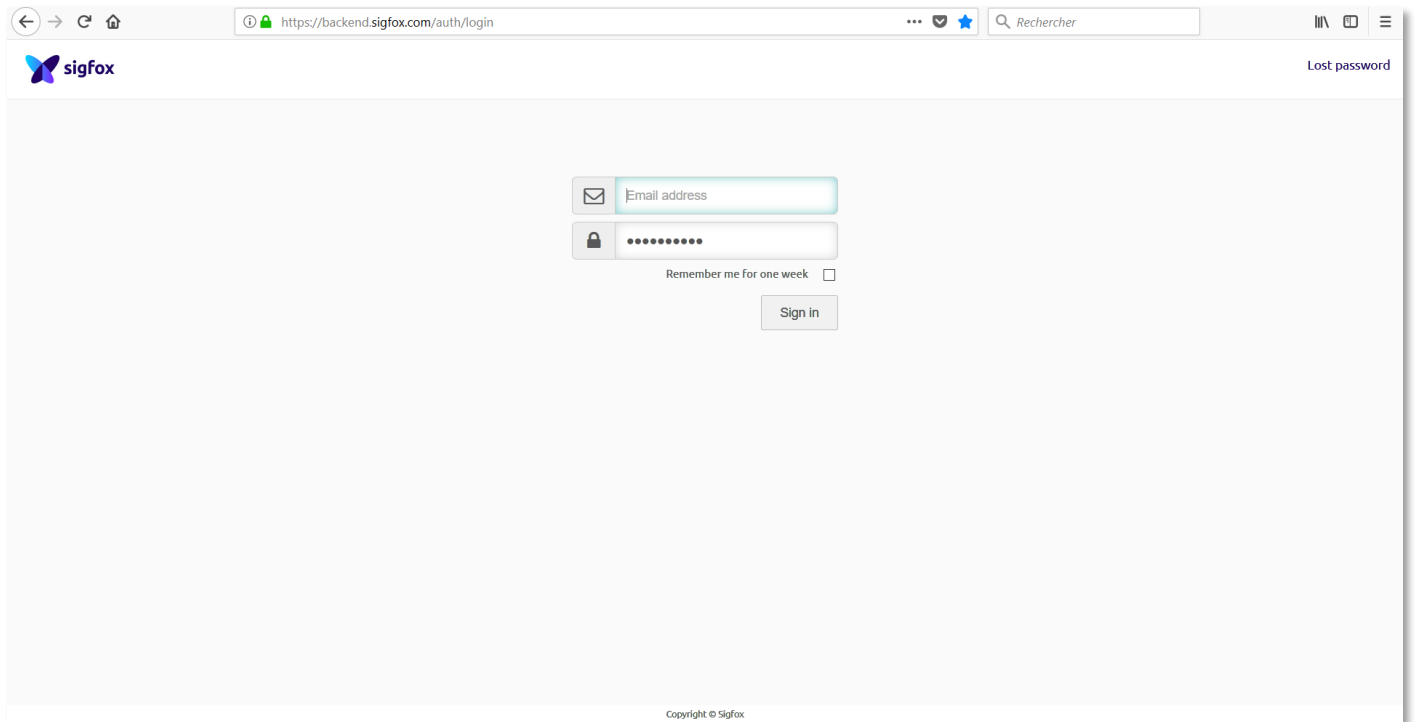 https://backend.sigfox.com/auth/login
Rechercher
sigfox
Lost password
Email address
Remember me for one week
Sign in
Copyright © Sigfox